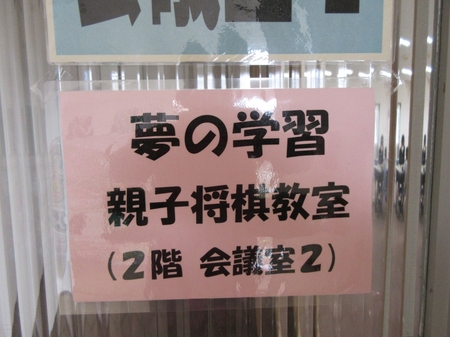 夢の学習
親子将棋教室
(2階 会議室2)